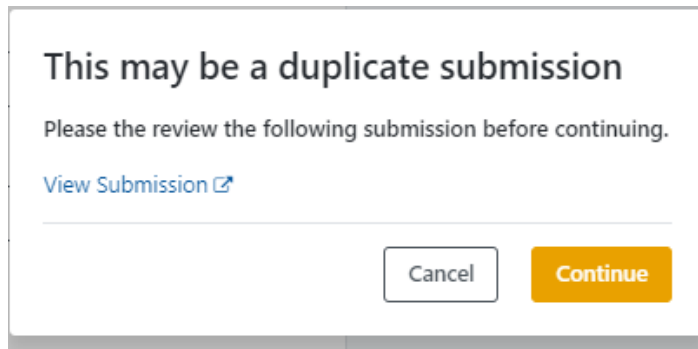 This may be a duplicate submission
Please the review the following submission before continuing.
View Submission
Cancel
Continue